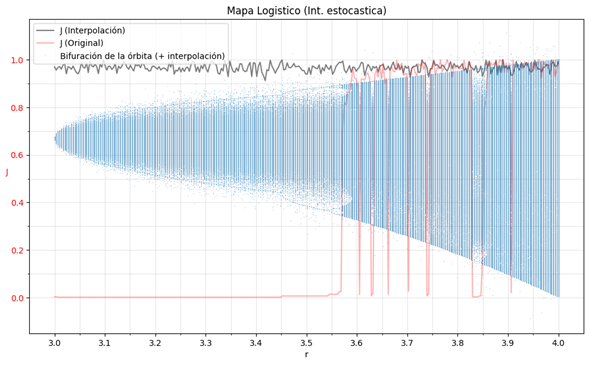 Mapa Logistico (Int. estocastica)
J (Interpolación)
J (Original)
Bifuración de la órbita (+ interpolación)
1.0
0.8
0.6
J
0.4
0.2
0.0
3.0 3.1 3.2 3.3 3.4 3.5 3.6 3.7 3.8 3.9 4.0
r